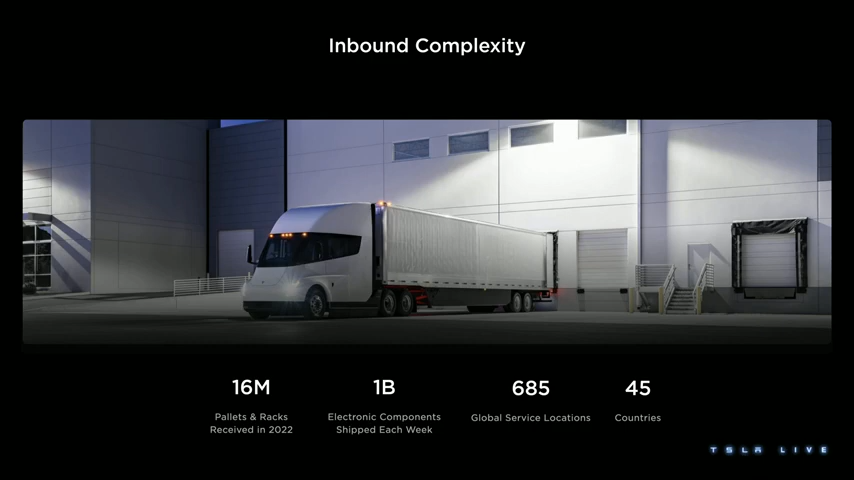 Inbound Complexity
16M
Pallets & Racks
Received in 2022
1B
Electronic Components
Shipped Each Week
685
Global Service Locations
45
Countries
TSLA LIVE